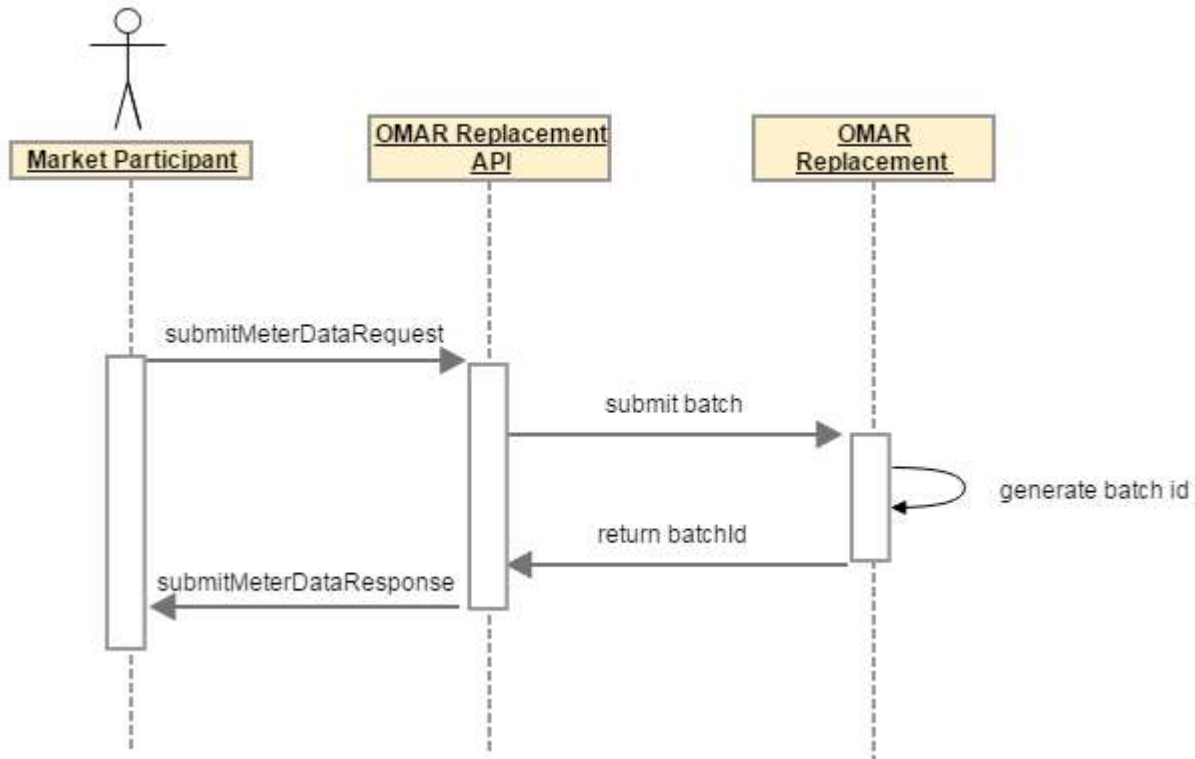 Market Participant
OMAR Replacement
API
OMAR
Replacement
submitMeterDataRequest
submit batch
generate batch id
return batchId
submitMeterDataResponse